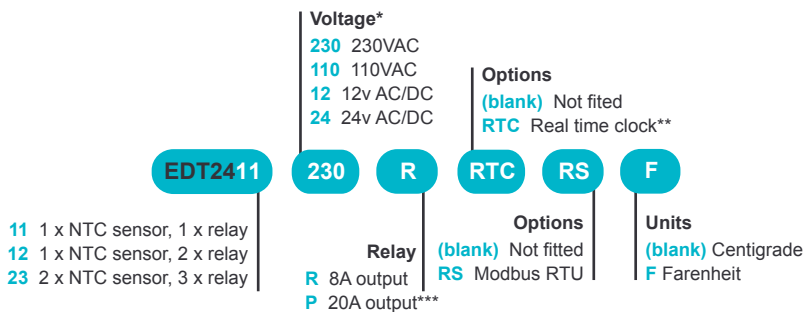 Voltage*
230 230VAC
110 110VAC
12 12v AC/DC
24 24v AC/DC
Options
(blank) Not fited
RTC Real time clock**
EDT2411 230 R RTC RS F
11 1 x NTC sensor, 1 x relay
12 1 x NTC sensor, 2 x relay
23 2 x NTC sensor, 3 x relay
Relay
R 8A output
P 20A output***
Options
(blank) Not fitted
RS Modbus RTU
Units
(blank) Centigrade
F Farenheit